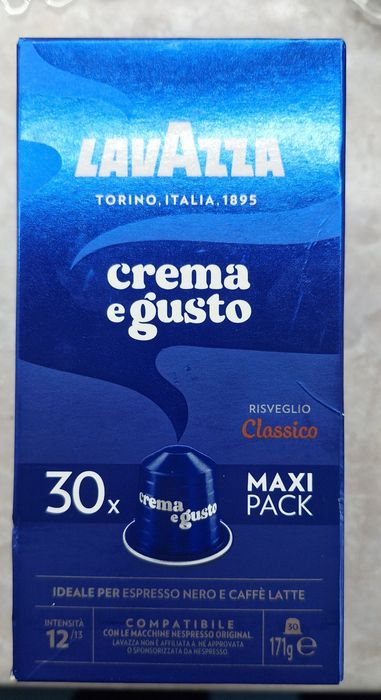 LAVAZZA
TORINO, ITALIA, 1895
crema
e gusto
RISVEGLIO
Classico
30x
crema
e gusto
MAXI
PACK
IDEALE PER ESPRESSO NERO E CAFFÈ LATTE
INTENSITÀ
12/13
COMPATIBILE
CON LE MACCHINE NESPRESSO ORIGINAL.
LAVAZZA NON È AFFILIATA A, NÉ APPROVATA
O SPONSORIZZATA DA NESPRESSO.
30
171g e